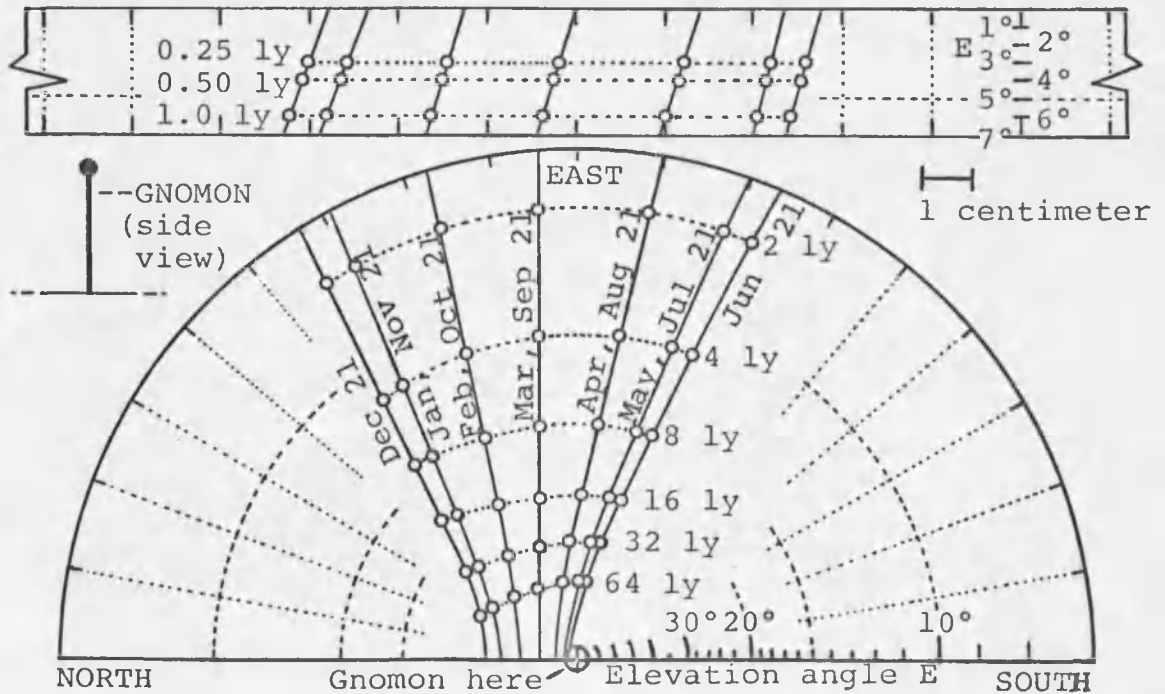 0.25 ly
0.50 ly
1.0 ly
1°
E
2°
3°
4°
5°
6°
7°
--GNOMON
(side
view)
EAST
1 centimeter
Dec 21
Jan, Nov 21
Feb, Oct 21
Mar, Sep 21
Apr, Aug 21
May, Jul 21
Jun 21
2 ly
4 ly
8 ly
16 ly
32 ly
64 ly
30° 20° 10°
NORTH
Gnomon here
Elevation angle E
SOUTH